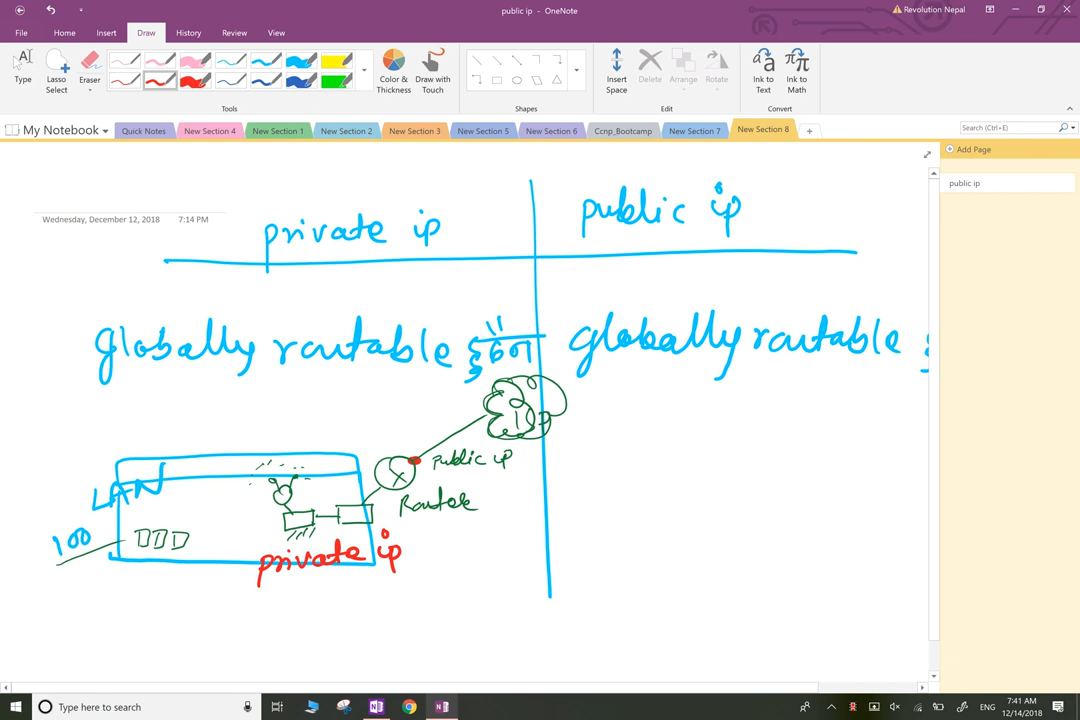 public ip - OneNote
Revolution Nepal
File Home Insert Draw History Review View
Type
Lasso Select
Eraser
Color & Thickness
Draw with Touch
Insert Space
Delete
Arrange
Rotate
Ink to Text
Ink to Math
Tools
Shapes
Edit
Convert
My Notebook
Quick Notes
New Section 4
New Section 1
New Section 2
New Section 3
New Section 5
New Section 6
Ccnp_Bootcamp
New Section 7
New Section 8
Search (Ctrl+E)
Add Page
public ip
Wednesday, December 12, 2018 7:14 PM
private ip
public ip
globally routable
globally routable
public ip
LAN
Router
100
private ip
Type here to search
ENG
7:41 AM
12/14/2018